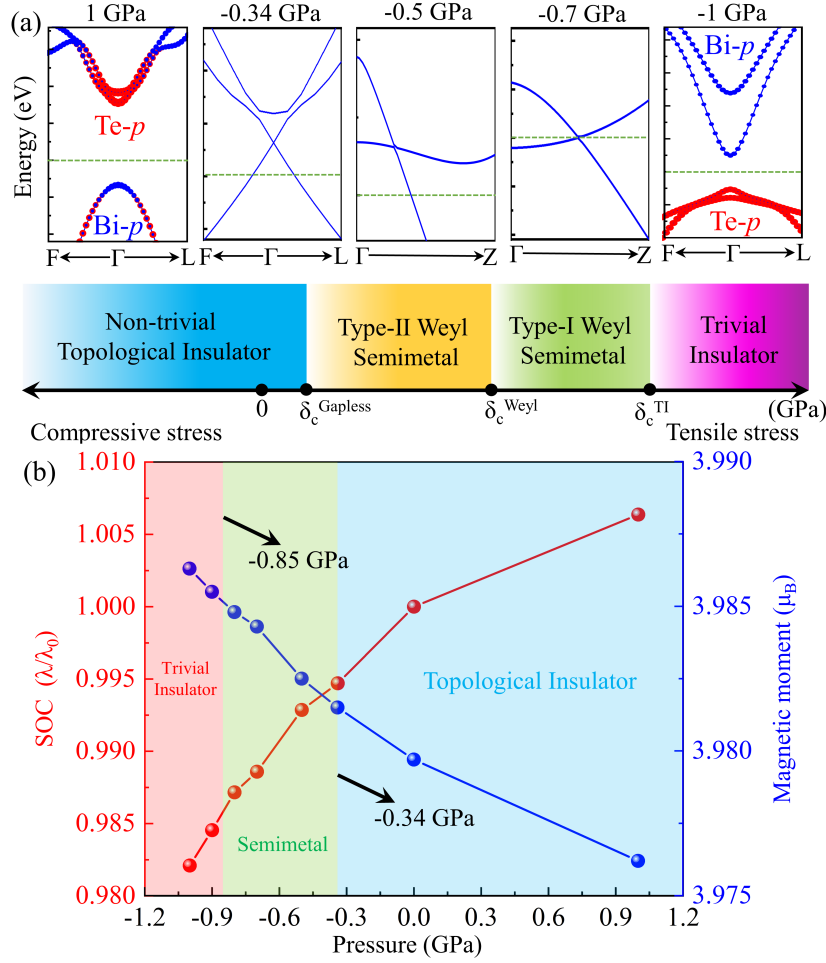 (a)
1 GPa
-0.34 GPa
-0.5 GPa
-0.7 GPa
-1 GPa
Energy (eV)
Te-p
Bi-p
Bi-p
Te-p
F Γ L
F Γ L
Γ Z
Γ Z
F Γ L
Non-trivial
Topological Insulator
Type-II Weyl
Semimetal
Type-I Weyl
Semimetal
Trivial
Insulator
0
δc^Gapless
δc^Weyl
δc^TI
(GPa)
Compressive stress
Tensile stress
(b)
1.010
1.005
1.000
0.995
0.990
0.985
0.980
SOC (λ/λ0)
3.990
3.985
3.980
3.975
Magnetic moment (μB)
-0.85 GPa
Trivial
Insulator
Topological Insulator
-0.34 GPa
Semimetal
-1.2 -0.9 -0.6 -0.3 0.0 0.3 0.6 0.9 1.2
Pressure (GPa)